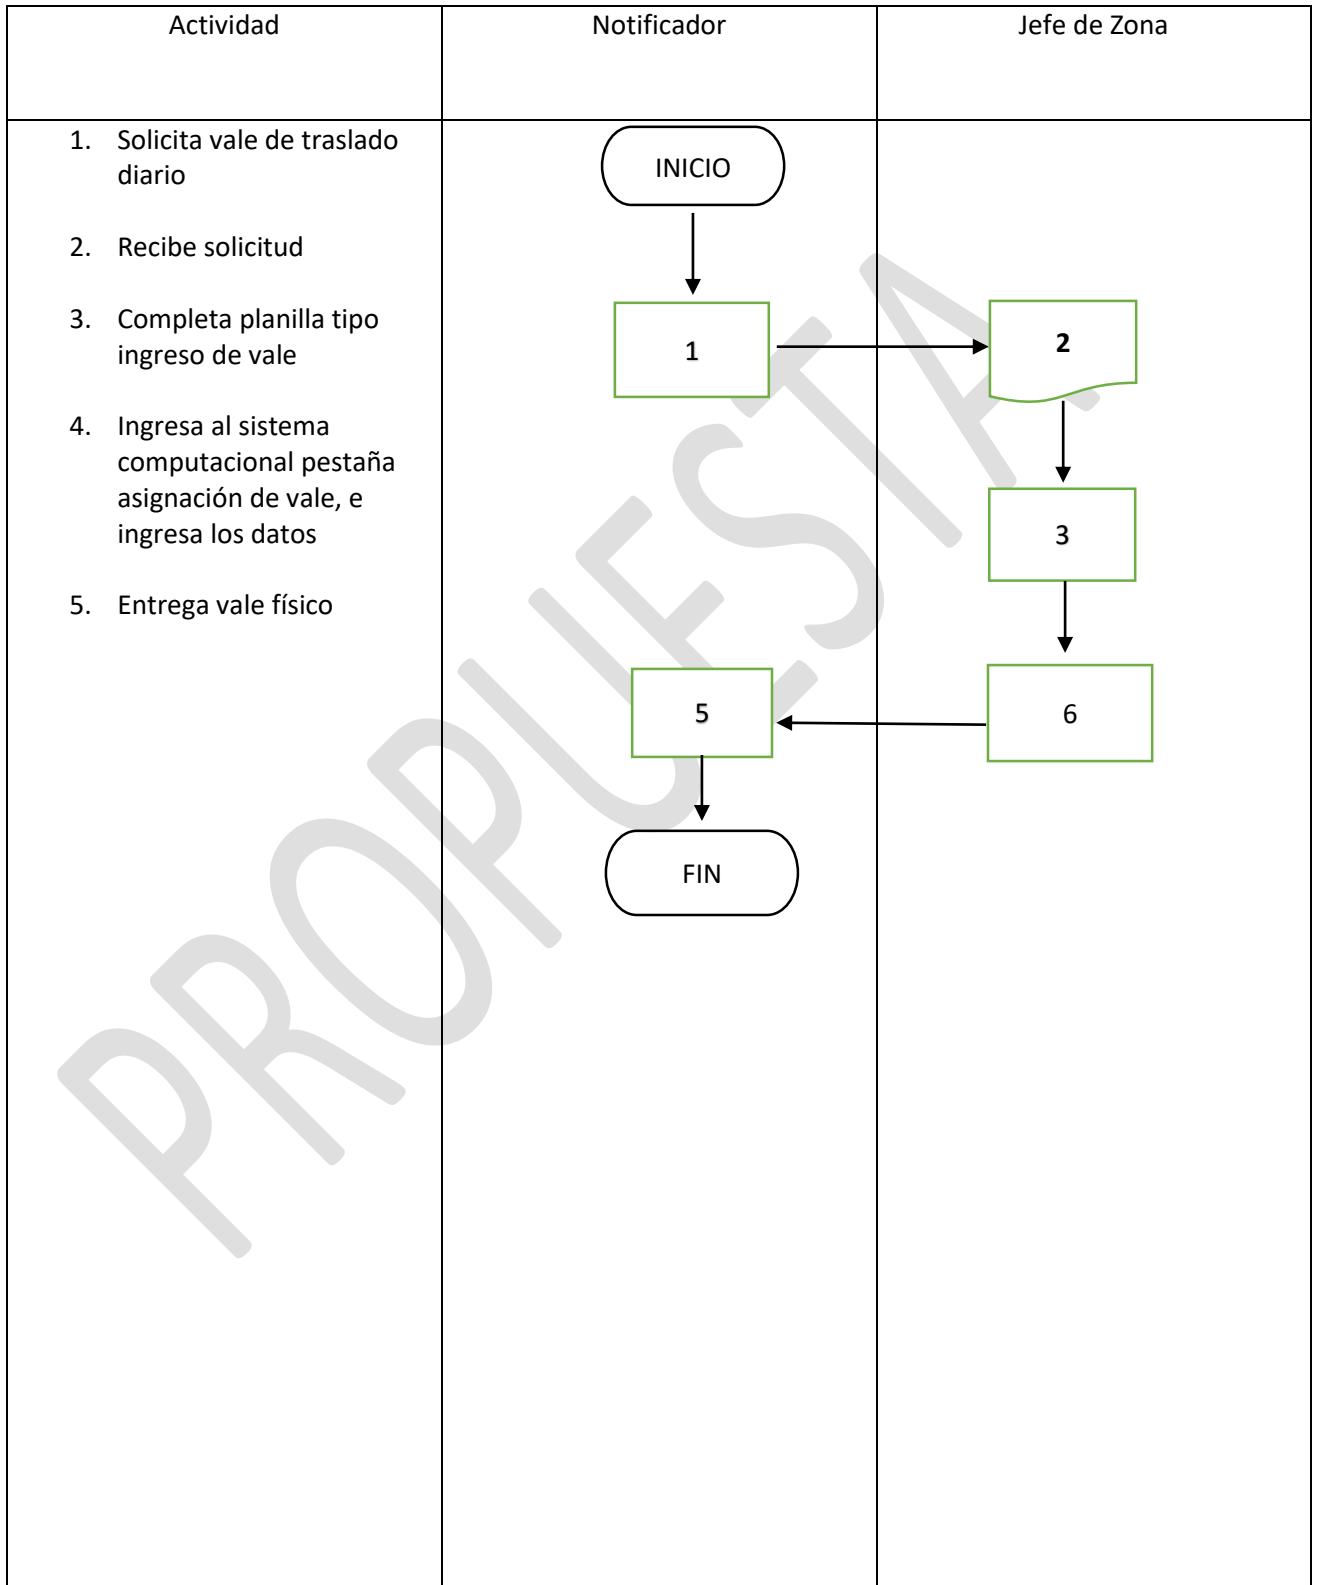 Actividad
Notificador
Jefe de Zona
1. Solicita vale de traslado
diario
2. Recibe solicitud
3. Completa planilla tipo
ingreso de vale
4. Ingresa al sistema
computacional pestaña
asignación de vale, e
ingresa los datos
5. Entrega vale físico
INICIO
1
2
3
6
5
FIN
PROPUESTA